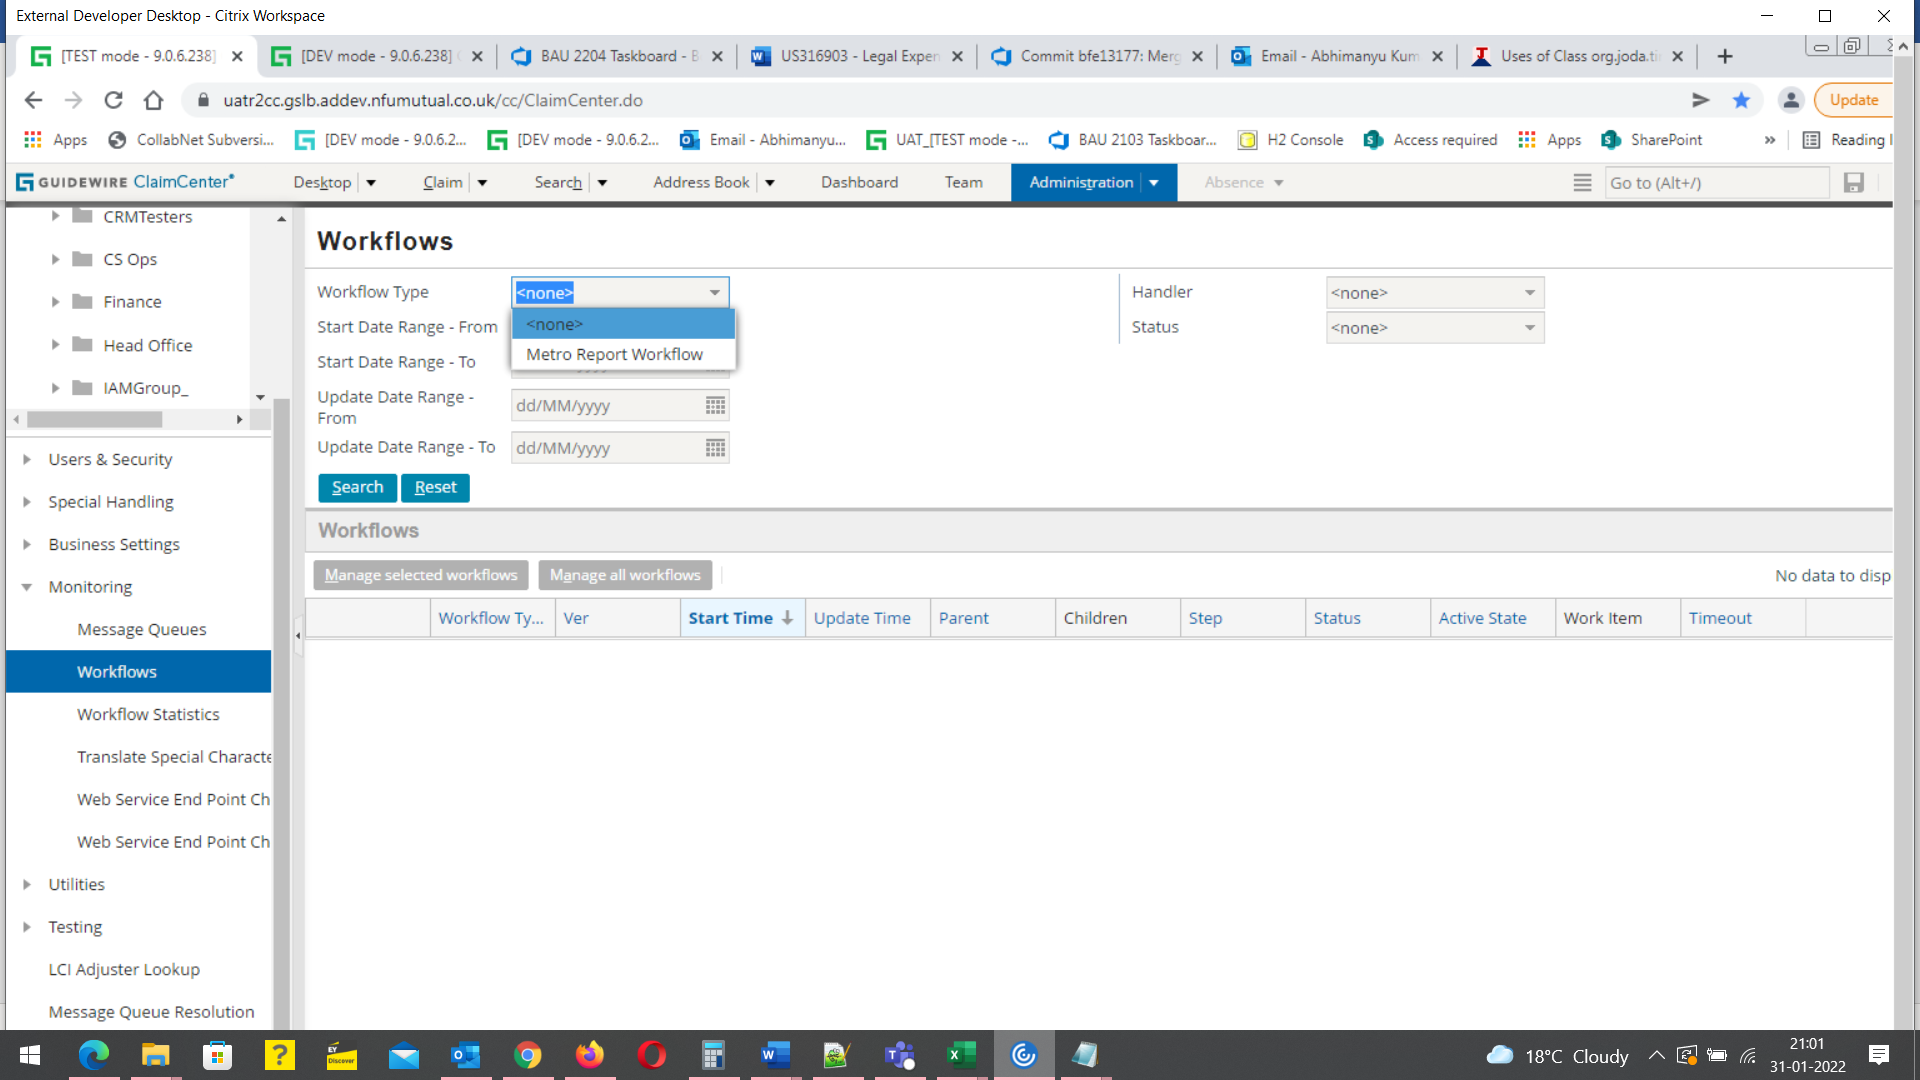 External Developer Desktop - Citrix Workspace
[TEST mode - 9.0.6.238]
[DEV mode - 9.0.6.238]
BAU 2204 Taskboard - B
US316903 - Legal Exper
Commit bfe13177: Merg
Email - Abhimanyu Kum
Uses of Class org.joda.ti
uatr2cc.gslb.addev.nfumutual.co.uk/cc/ClaimCenter.do
Update
Apps
CollabNet Subversi...
[DEV mode - 9.0.6.2...
[DEV mode - 9.0.6.2...
Email - Abhimanyu...
UAT_[TEST mode -...
BAU 2103 Taskboar...
H2 Console
Access required
Apps
SharePoint
»
Reading l
GUIDEWIRE ClaimCenter
Desktop
Claim
Search
Address Book
Dashboard
Team
Administration
Absence
Go to (Alt+/)
CRMTesters
CS Ops
Finance
Head Office
IAMGroup_
Users & Security
Special Handling
Business Settings
Monitoring
Message Queues
Workflows
Workflow Statistics
Translate Special Characte
Web Service End Point Ch
Web Service End Point Ch
Utilities
Testing
LCI Adjuster Lookup
Message Queue Resolution
Workflows
Workflow Type
<none>
<none>
Metro Report Workflow
Start Date Range - From
Start Date Range - To
Update Date Range -
From
dd/MM/yyyy
Update Date Range - To
dd/MM/yyyy
Handler
<none>
Status
<none>
Search
Reset
Workflows
Manage selected workflows
Manage all workflows
No data to disp
Workflow Ty...
Ver
Start Time
Update Time
Parent
Children
Step
Status
Active State
Work Item
Timeout
EY
Discover
18°C Cloudy
21:01
31-01-2022